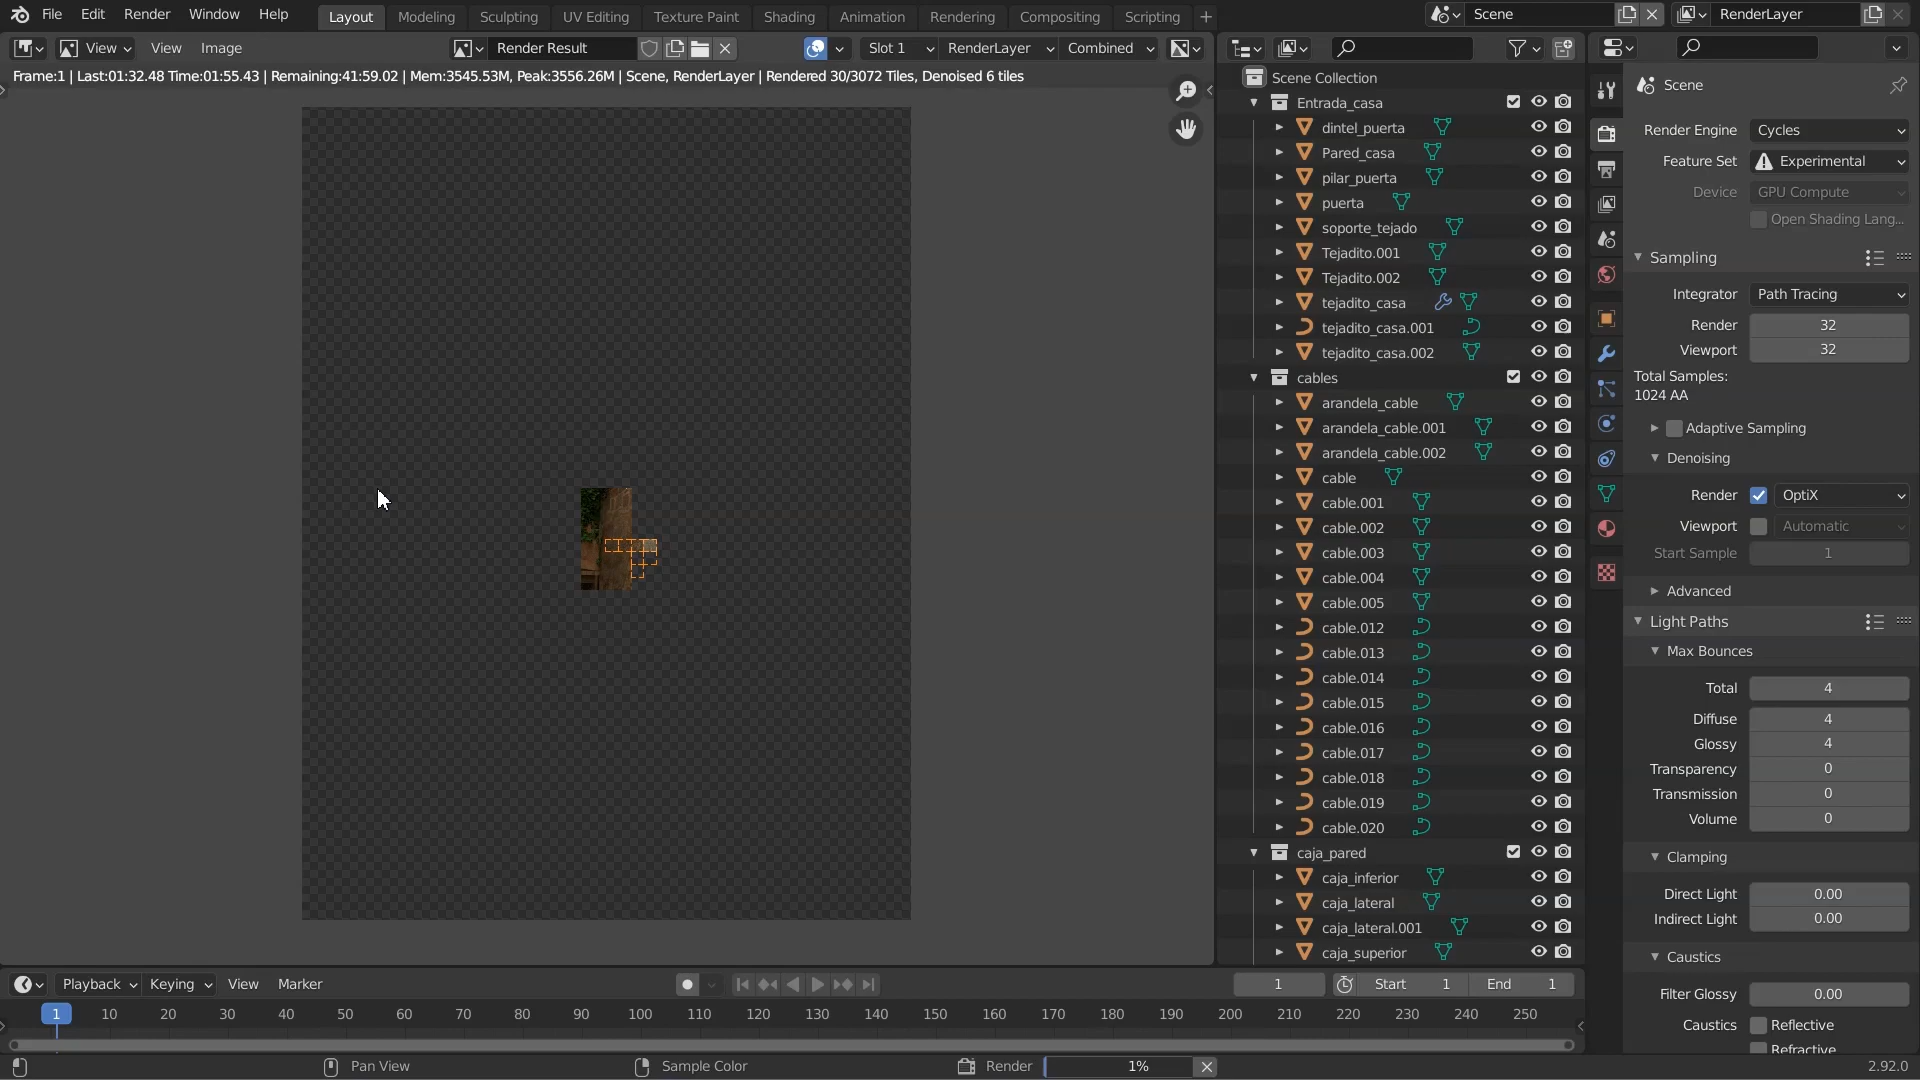 File Edit Render Window Help Layout Modeling Sculpting UV Editing Texture Paint Shading Animation Rendering Compositing Scripting + Scene RenderLayer
View View Image Render Result Slot 1 RenderLayer Combined
Frame:1 | Last:01:32.48 Time:01:55.43 | Remaining:41:59.02 | Mem:3545.53M, Peak:3556.26M | Scene, RenderLayer | Rendered 30/3072 Tiles, Denoised 6 tiles
Scene Collection
Entrada_casa
dintel_puerta
Pared_casa
pilar_puerta
puerta
soporte_tejado
Tejadito.001
Tejadito.002
tejadito_casa
tejadito_casa.001
tejadito_casa.002
cables
arandela_cable
arandela_cable.001
arandela_cable.002
cable
cable.001
cable.002
cable.003
cable.004
cable.005
cable.012
cable.013
cable.014
cable.015
cable.016
cable.017
cable.018
cable.019
cable.020
caja_pared
caja_inferior
caja_lateral
caja_lateral.001
caja_superior
Scene
Render Engine Cycles
Feature Set Experimental
Device GPU Compute
Open Shading Lang...
Sampling
Integrator Path Tracing
Render 32
Viewport 32
Total Samples:
1024 AA
Adaptive Sampling
Denoising
Render OptiX
Viewport Automatic
Start Sample 1
Advanced
Light Paths
Max Bounces
Total 4
Diffuse 4
Glossy 4
Transparency 0
Transmission 0
Volume 0
Clamping
Direct Light 0.00
Indirect Light 0.00
Caustics
Filter Glossy 0.00
Caustics Reflective
Refractive
Playback Keying View Marker 1 Start 1 End 1
1 10 20 30 40 50 60 70 80 90 100 110 120 130 140 150 160 170 180 190 200 210 220 230 240 250
Pan View Sample Color Render 1% 2.92.0